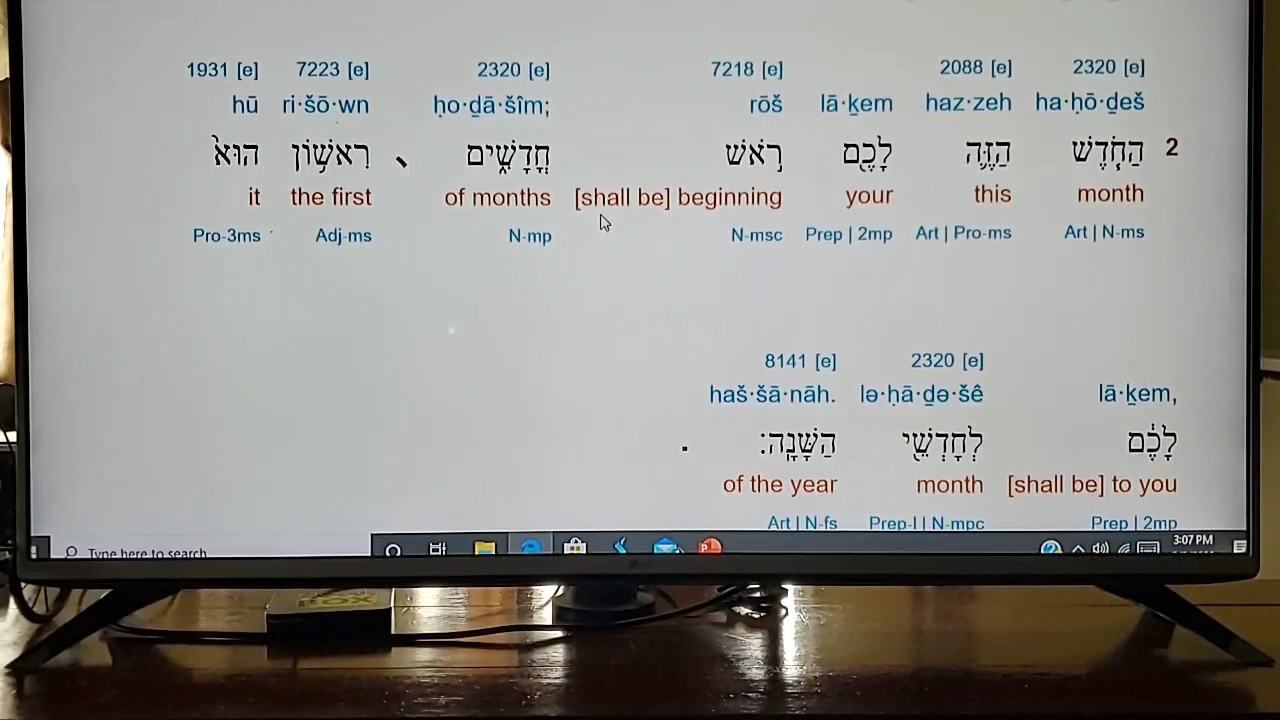 1931 [e] 7223 [e] 2320 [e] 7218 [e] 2088 [e] 2320 [e]
hū ri·šō·wn ḥo·ḏā·šîm; rōš lā·ḵem haz·zeh ha·ḥō·ḏeš
2 הַחֹ֧דֶשׁ הַזֶּ֛ה לָכֶ֖ם רֹ֣אשׁ חֳדָשִׁ֑ים רִאשׁ֥וֹן הוּא֙
it the first of months [shall be] beginning your this month
Pro-3ms Adj-ms N-mp N-msc Prep | 2mp Art | Pro-ms Art | N-ms
8141 [e] 2320 [e]
haš·šā·nāh. lə·ḥā·ḏə·šê lā·ḵem,
לָכֶ֔ם לְחָדְשֵׁ֖י הַשָּׁנָֽה׃
of the year month [shall be] to you
Art | N-fs Prep-l | N-mpc Prep | 2mp
Type here to search 3:07 PM